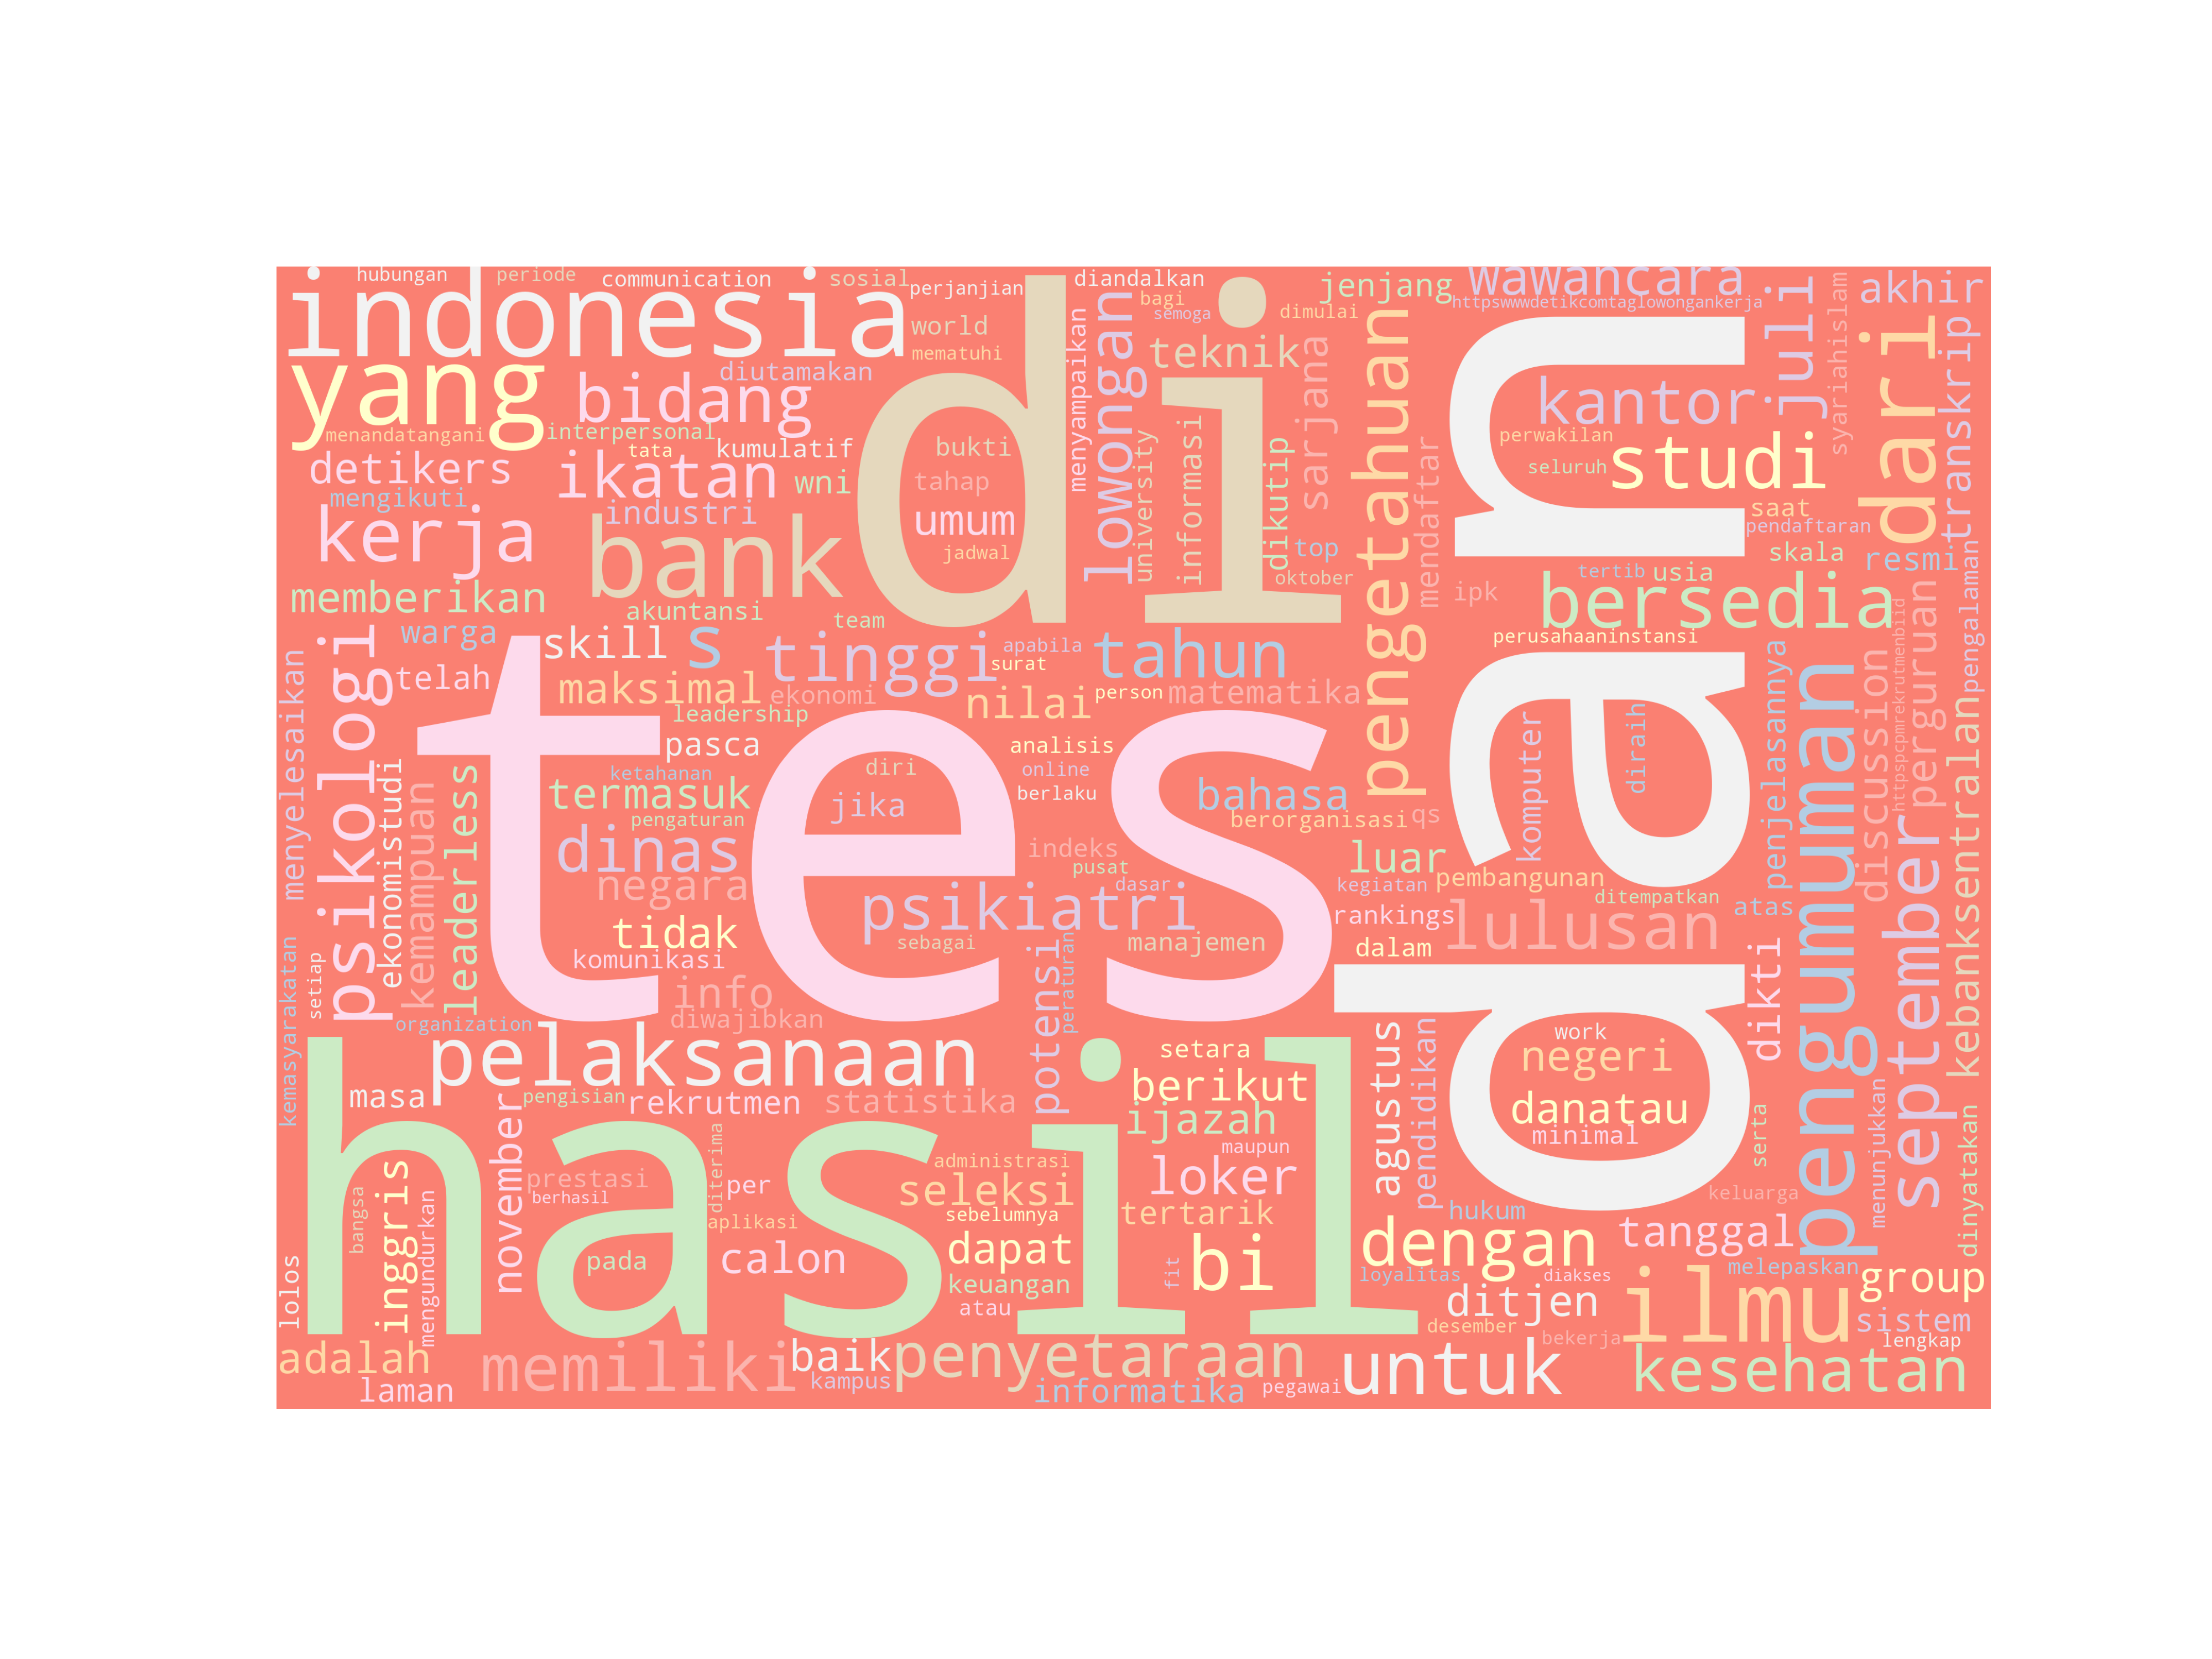 hubungan
periode
communication
sosial
perjanjian
diandalkan
jenjang
wawancara
akhir
indonesia
di
bagi
httpswwwdetikcomtaglowongankerja
semoga
dimulai
world
mematuhi
teknik
yang
diutamakan
bidang
lowongan
menyampaikan
sarjana
pengetahuan
dan
kantor
juli
syariahislam
dari
transkrip
menandatangani
interpersonal
tata
kumulatif
bukti
university
informasi
dikutip
mendaftar
perwakilan
studi
detikers
ikatan
wni
tahap
seluruh
mengikuti
industri
umum
saat
kerja
bank
jadwal
top
pendaftaran
skala
resmi
oktober
tertib
usia
ipk
bersedia
memberikan
akuntansi
team
warga
skill
s
tinggi
apabila
surat
tahun
perusahaaninstansi
perguruan
httpspcpmrekrutmenbiid
pengalaman
psikologi
telah
maksimal
ekonomi
nilai
person
matematika
menyelesaikan
leadership
pasca
tes
analisis
komputer
diraih
penjelasannya
pengumuman
discussion
september
kebanksentralan
ekonomistudi
kemampuan
leaderless
ketahanan
diri
online
termasuk
jika
berlaku
bahasa
pengaturan
berorganisasi
qs
dinas
indeks
luar
pusat
negara
dasar
kegiatan
pembangunan
ditempatkan
psikiatri
rankings
lulusan
atas
tidak
sebagai
manajemen
dalam
komunikasi
potensi
peraturan
dikti
kemasyarakatan
setiap
info
organization
diwajibkan
pelaksanaan
setara
agustus
pendidikan
work
negeri
hasil
masa
november
pengisian
rekrutmen
statistika
berikut
ijazah
danatau
minimal
maupun
serta
menunjukkan
dinyatakan
bangsa
inggris
mengundurkan
prestasi
berhasil
diterima
per
administrasi
seleksi
loker
keluarga
aplikasi
sebelumnya
tertarik
hukum
tanggal
lolos
pada
calon
dapat
bi
fit
dengan
keuangan
loyalitas
diakses
melepaskan
group
atau
ditjen
ilmu
sistem
desember
bekerja
lengkap
adalah
memiliki
baik
penyetaraan
untuk
kesehatan
laman
kampus
informatika
pegawai